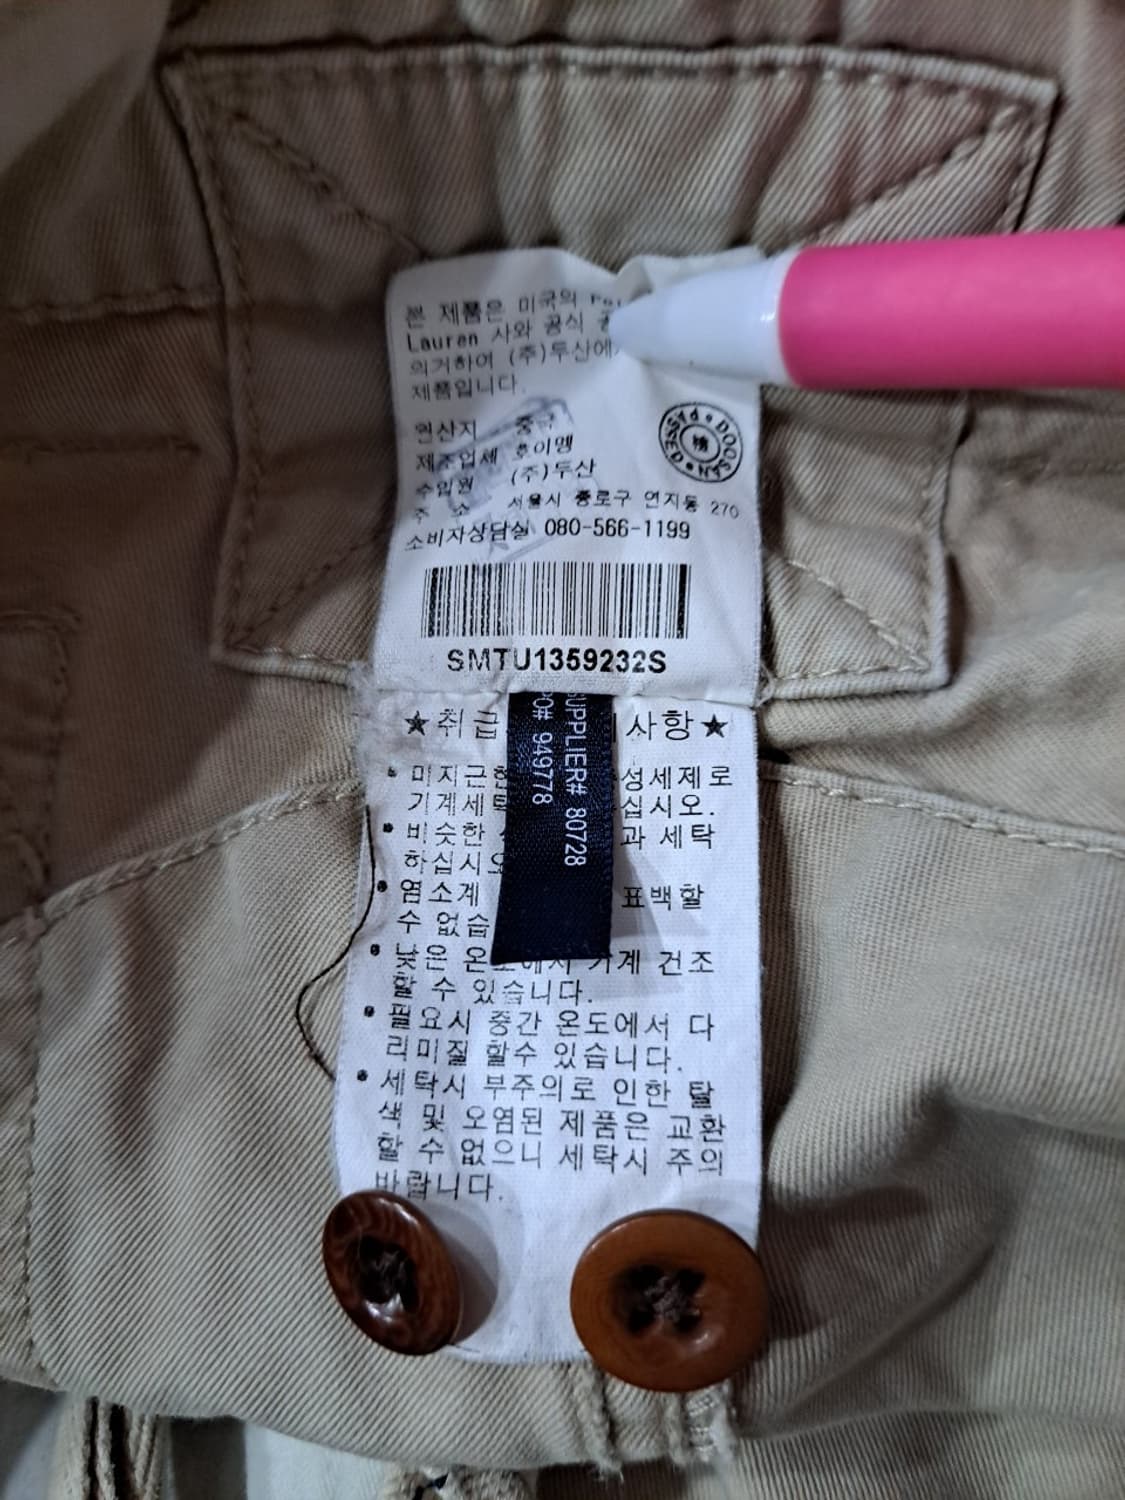 본 제품은 미국의
Lauren 사와 공식
의거하여 (주)두산에
제품입니다.
원산지 중국
제조업체 호이멩
수입원 (주)두산
주 소 서울시 종로구 연지동 270
소비자상담실 080-566-1199
PASSED • DOOSAN •
SMTU1359232S
★취급 사항★
SUPPLIER# 80728
PO# 949778
• 미지근한 성세제로
기계세탁 십시오.
• 비슷한 과 세탁
하십시오
• 염소계 표백할
수 없습
• 낮은 온도에서 기계 건조
할 수 있습니다.
• 필요시 중간 온도에서 다
리미질 할수 있습니다.
• 세탁시 부주의로 인한 탈
색 및 오염된 제품은 교환
할 수 없으니 세탁시 주의
바랍니다.